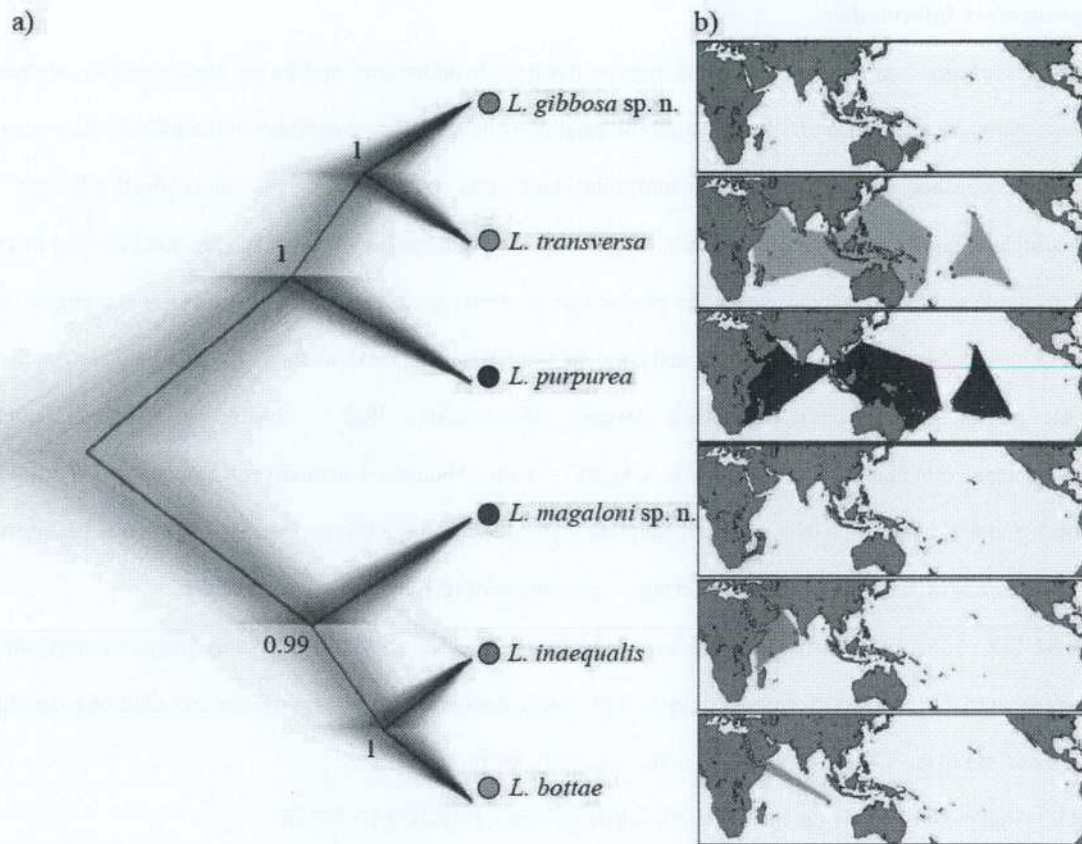 a)
b)
L. gibbosa sp. n.
1
L. transversa
1
L. purpurea
L. magaloni sp. n.
0.99
L. inaequalis
1
L. bottae